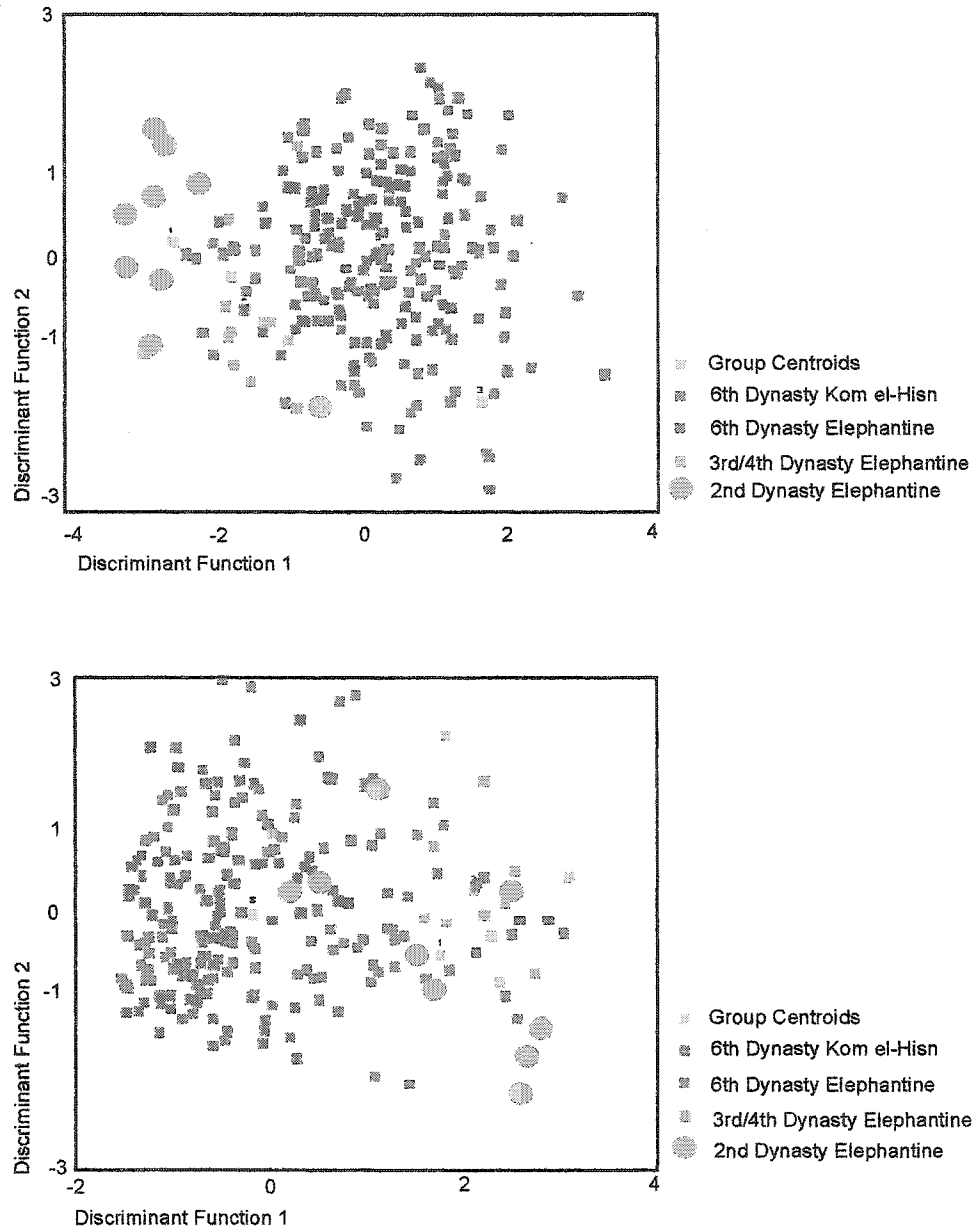 3
1
0
-1
-3
Discriminant Function 2
-4
-2
0
2
4
Discriminant Function 1
1
3
Group Centroids
6th Dynasty Kom el-Hisn
6th Dynasty Elephantine
3rd/4th Dynasty Elephantine
2nd Dynasty Elephantine
3
1
0
-1
-3
Discriminant Function 2
-2
0
2
4
Discriminant Function 1
1
Group Centroids
6th Dynasty Kom el-Hisn
6th Dynasty Elephantine
3rd/4th Dynasty Elephantine
2nd Dynasty Elephantine